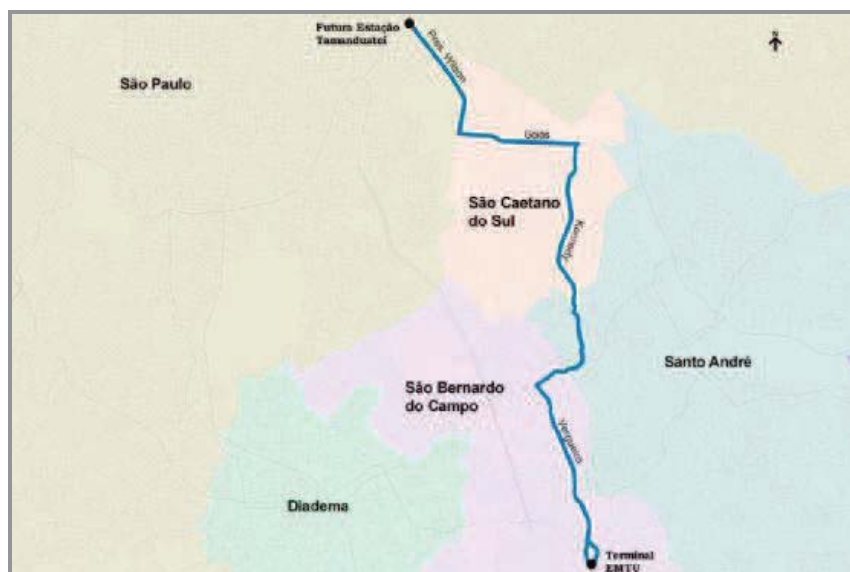 Futura Estação
Tamanduateí
Pres. Wilson
São Paulo
Goiás
São Caetano
do Sul
Kennedy
Santo André
São Bernardo
do Campo
Vergueiro
Diadema
Terminal
EMTU